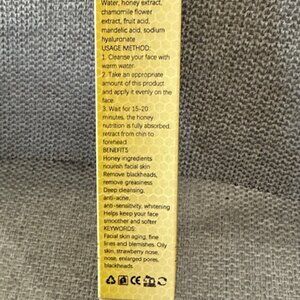 Water, honey extract,
chamomile flower
extract, fruit acid,
mandelic acid, sodium
hyaluronate
USAGE METHOD:
1. Cleanse your face with
warm water.
2. Take an appropriate
amount of this product
and apply it evenly on the
face.
3. Wait for 15-20
minutes, the honey
nutrition is fully absorbed,
retract from chin to
forehead
BENEFITS
Honey ingredients
nourish facial skin
Remove blackheads,
remove greasiness
Deep cleansing,
anti-acne,
anti-sensitivity, whitening
Helps keep your face
smoother and softer
KEYWORDS:
Facial skin aging, fine
lines and blemishes. Oily
skin, strawberry nose,
nose, enlarged pores,
blackheads